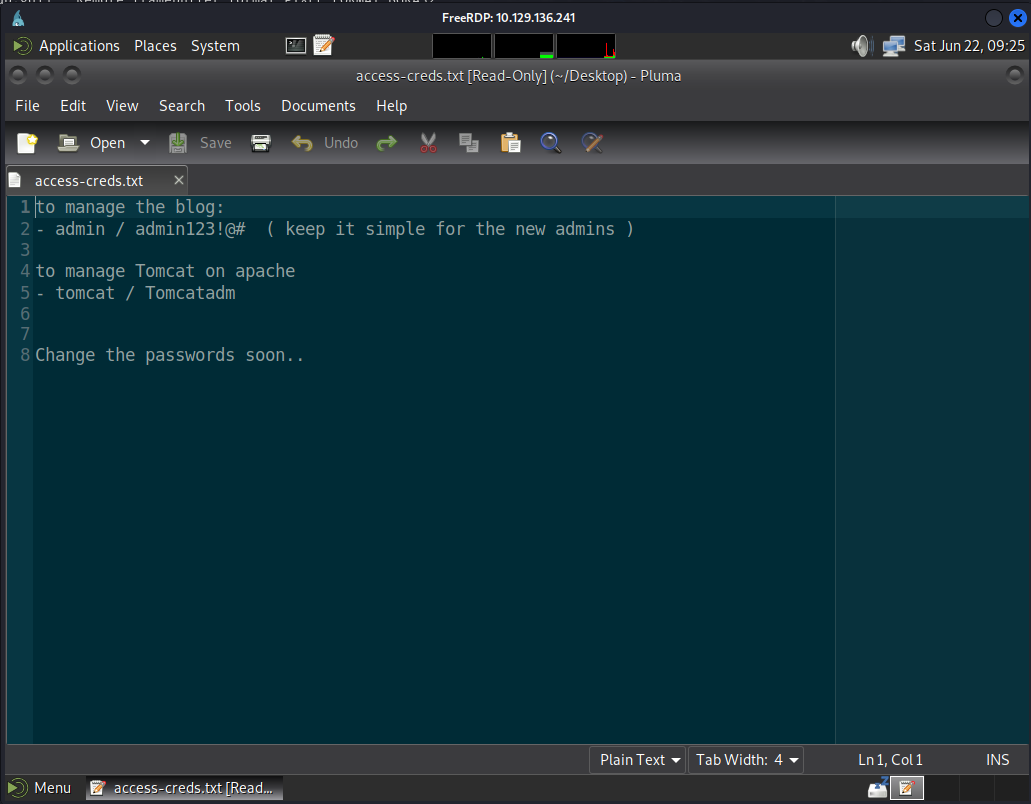 FreeRDP: 10.129.136.241
Applications Places System Sat Jun 22, 09:25
access-creds.txt [Read-Only] (~/Desktop) - Pluma
File Edit View Search Tools Documents Help
Open Save Undo
access-creds.txt
1 to manage the blog:
2 - admin / admin123!@#  ( keep it simple for the new admins )
3
4 to manage Tomcat on apache
5 - tomcat / Tomcatadm
6
7
8 Change the passwords soon..
Plain Text Tab Width: 4 Ln 1, Col 1 INS
Menu access-creds.txt [Read...